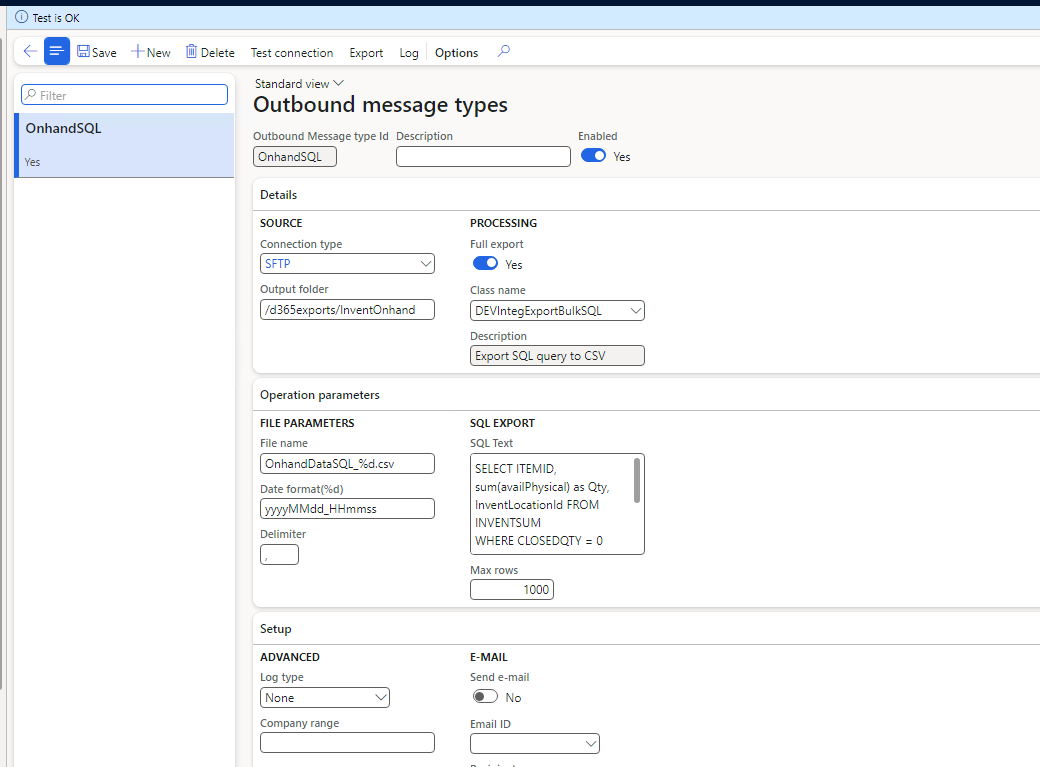 Test is OK
Save New Delete Test connection Export Log Options
Filter
OnhandSQL
Yes
Standard view
Outbound message types
Outbound Message type Id Description Enabled
OnhandSQL Yes
Details
SOURCE
Connection type
SFTP
Output folder
/d365exports/InventOnhand
PROCESSING
Full export
Yes
Class name
DEVIntegExportBulkSQL
Description
Export SQL query to CSV
Operation parameters
FILE PARAMETERS
File name
OnhandDataSQL_%d.csv
Date format(%d)
yyyyMMdd_HHmmss
Delimiter
,
SQL EXPORT
SQL Text
SELECT ITEMID,
sum(availPhysical) as Qty,
InventLocationId FROM
INVENTSUM
WHERE CLOSEDQTY = 0
Max rows
1000
Setup
ADVANCED
Log type
None
Company range
E-MAIL
Send e-mail
No
Email ID